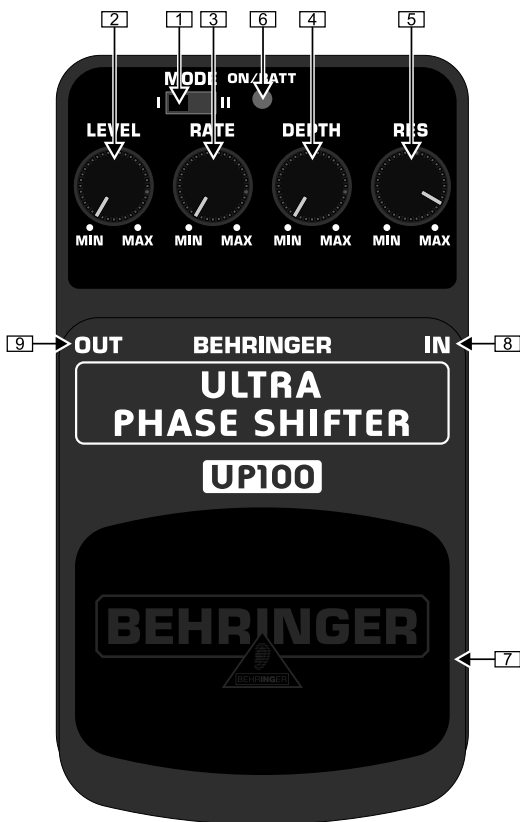 2 1 3 6 4 5
MODE ON/BATT
I II
LEVEL RATE DEPTH RES
MIN MAX MIN MAX MIN MAX MIN MAX
9 OUT BEHRINGER IN 8
ULTRA
PHASE SHIFTER
UP100
BEHRINGER
BEHRINGER
7